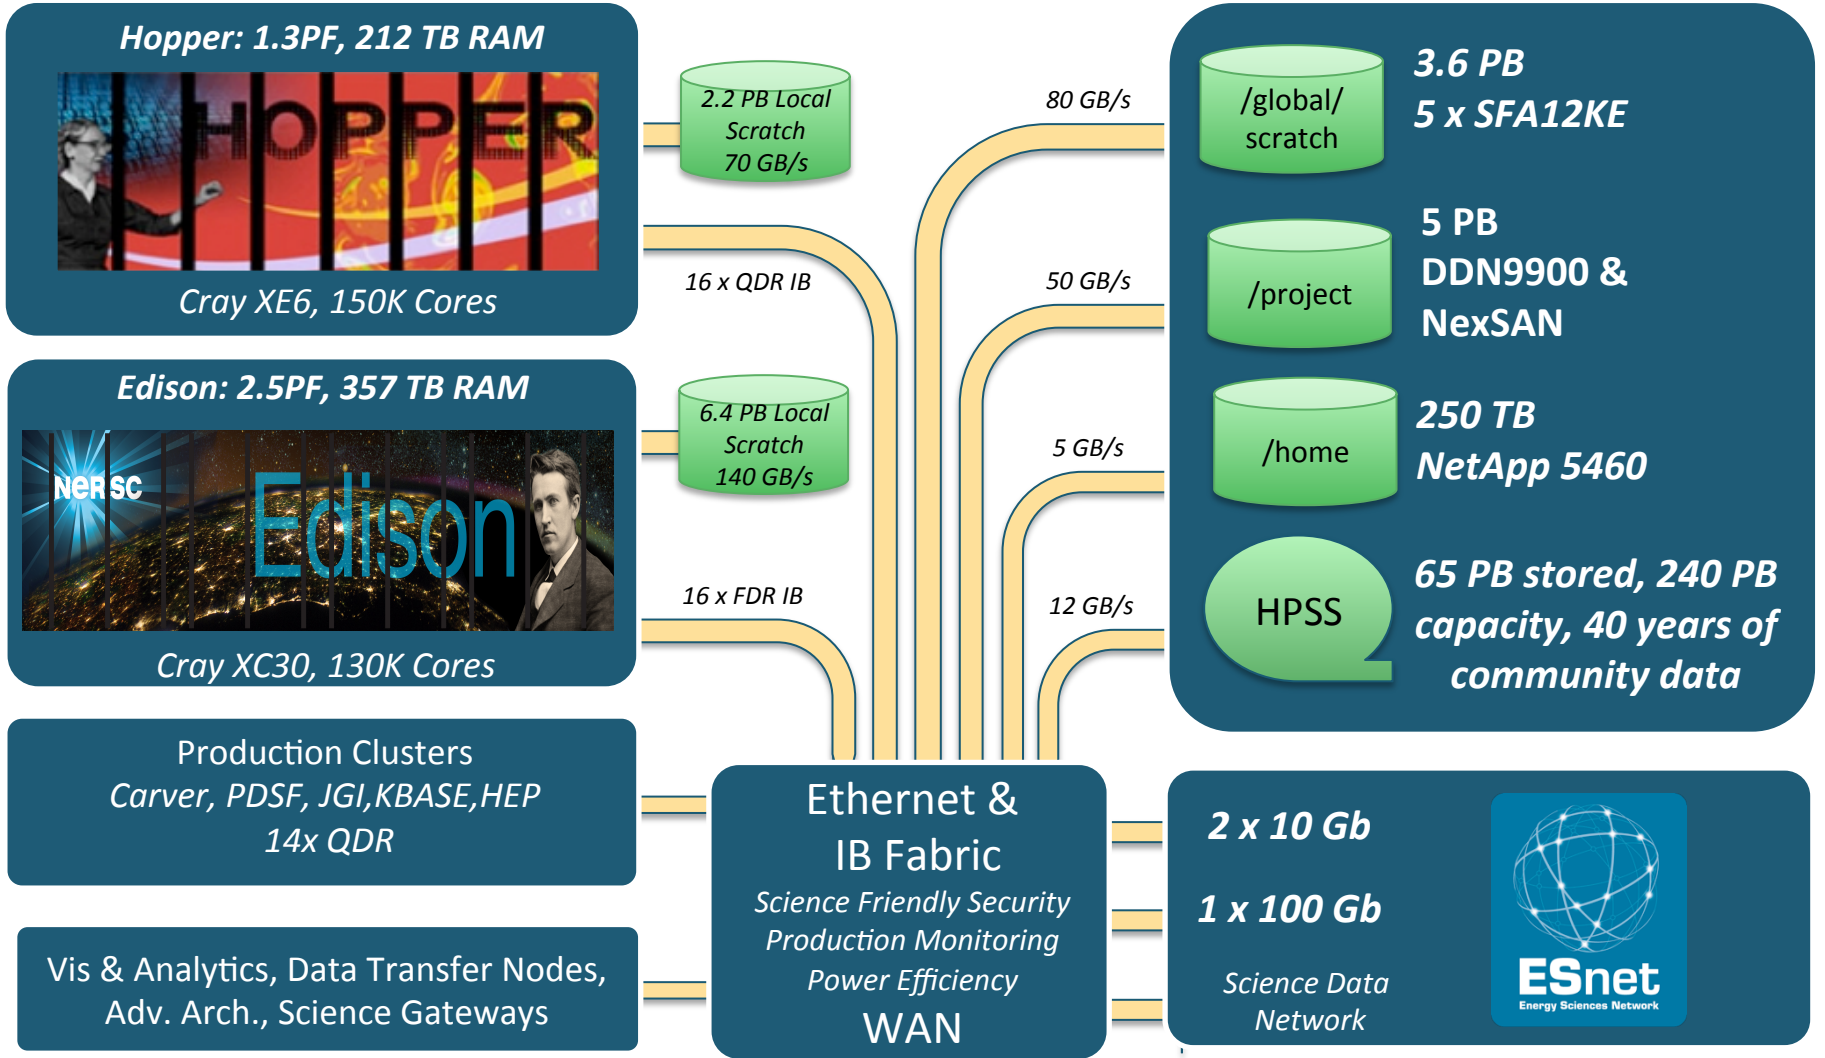 Hopper: 1.3PF, 212 TB RAM
HOPPER
Cray XE6, 150K Cores
2.2 PB Local
Scratch
70 GB/s
16 x QDR IB
Edison: 2.5PF, 357 TB RAM
NERSC
Edison
Cray XC30, 130K Cores
6.4 PB Local
Scratch
140 GB/s
16 x FDR IB
80 GB/s
50 GB/s
5 GB/s
12 GB/s
/global/
scratch
3.6 PB
5 x SFA12KE
/project
5 PB
DDN9900 &
NexSAN
/home
250 TB
NetApp 5460
HPSS
65 PB stored, 240 PB
capacity, 40 years of
community data
Production Clusters
Carver, PDSF, JGI,KBASE,HEP
14x QDR
Vis & Analytics, Data Transfer Nodes,
Adv. Arch., Science Gateways
Ethernet &
IB Fabric
Science Friendly Security
Production Monitoring
Power Efficiency
WAN
2 x 10 Gb
1 x 100 Gb
Science Data
Network
ESnet
Energy Sciences Network